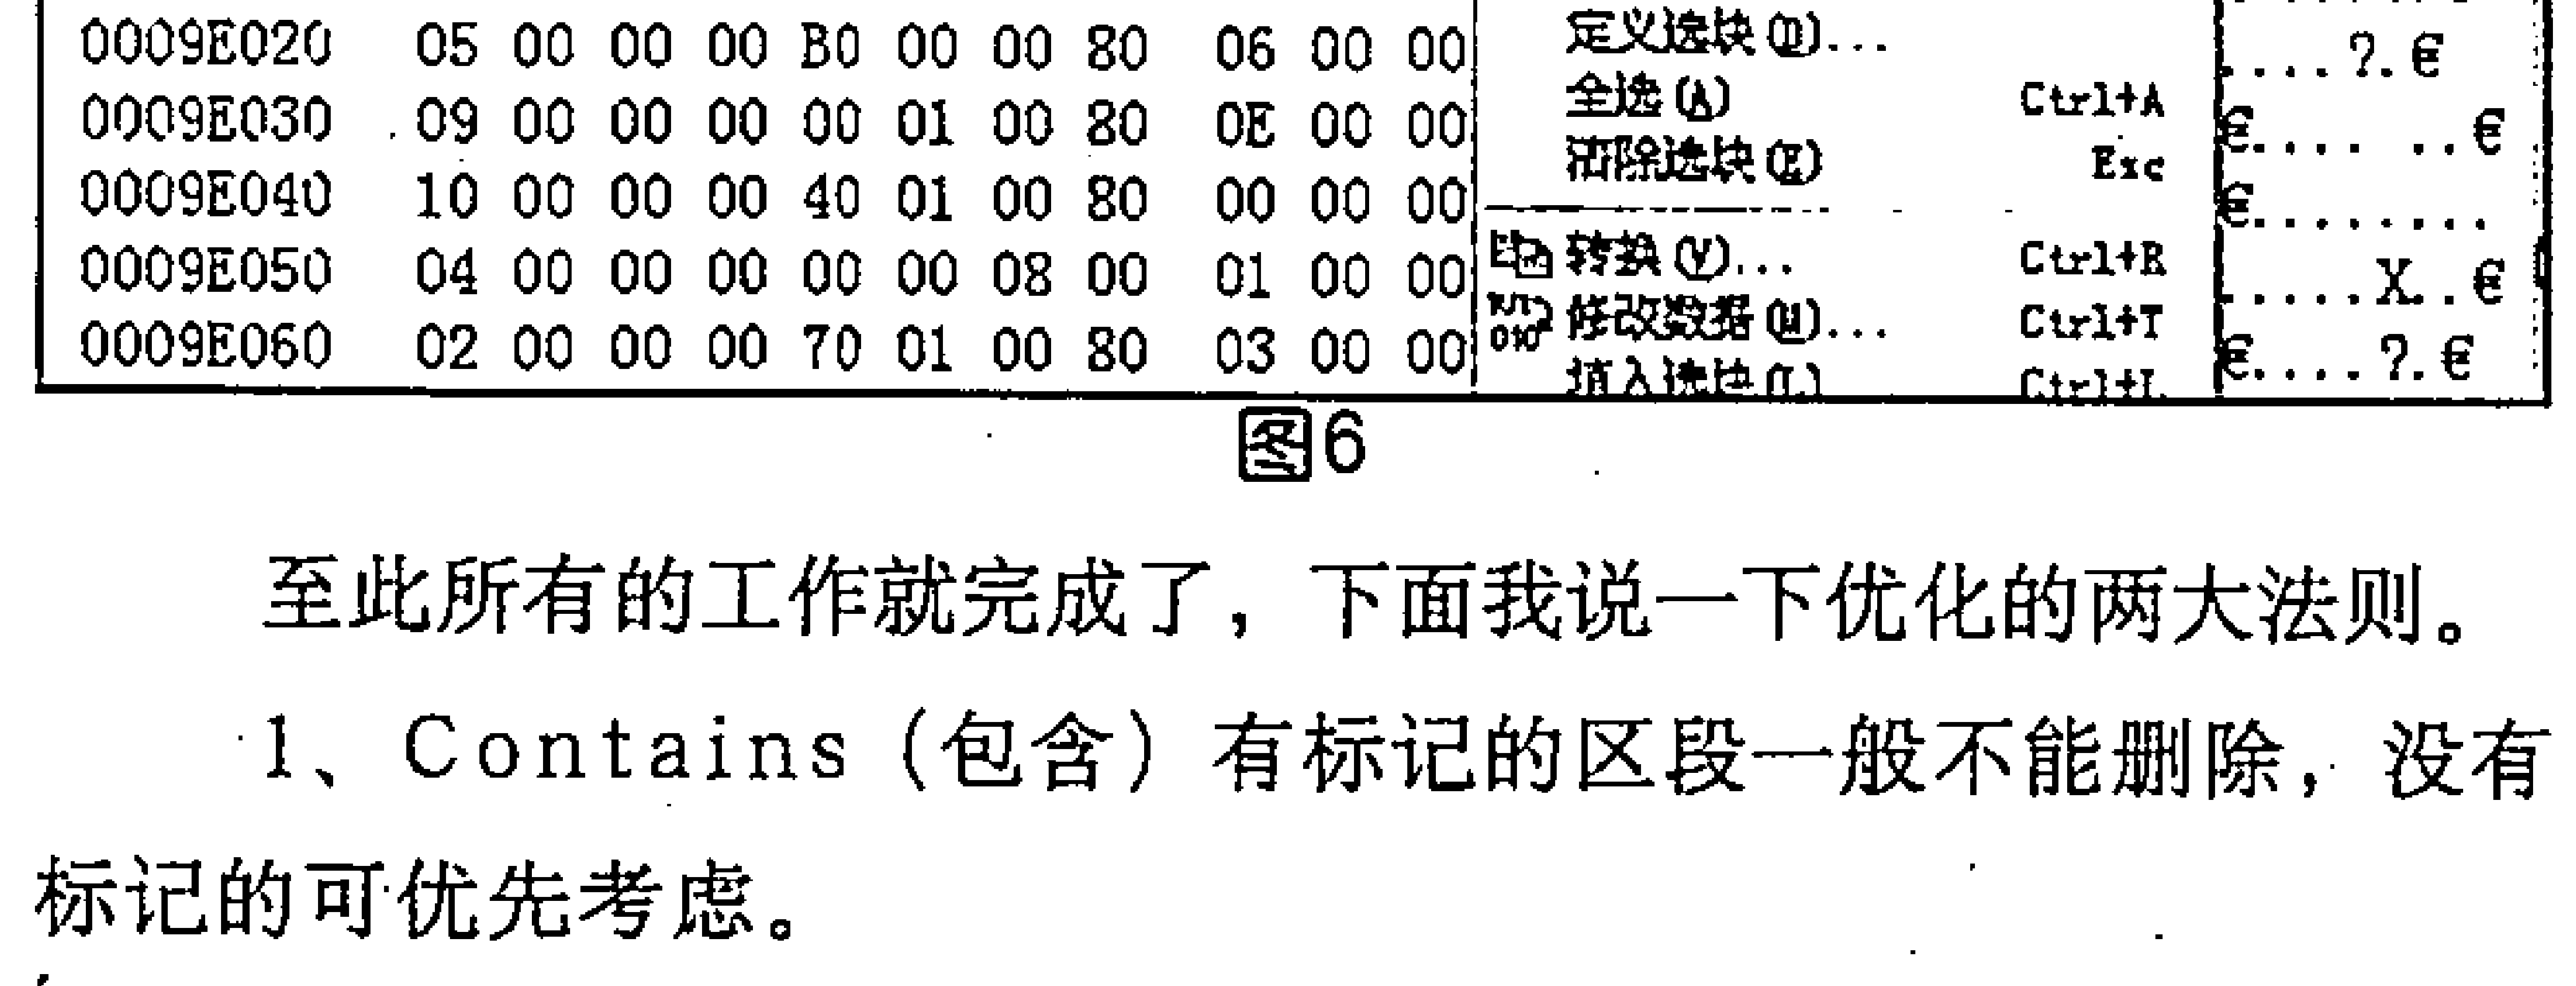 0009E020 05 00 00 00 B0 00 00 80 06 00 00
0009E030 09 00 00 00 00 01 00 80 0E 00 00
0009E040 10 00 00 00 40 01 00 80 00 00 00
0009E050 04 00 00 00 00 00 08 00 01 00 00
0009E060 02 00 00 00 70 01 00 80 03 00 00
定义选块(D)...
全选(A) Ctrl+A
清除选块(E) Esc
转换(V)... Ctrl+R
修改数据(M)... Ctrl+T
填入选块(L) Ctrl+L
....?.€
€.... ..€
€........
.....X..€
€....?.€
图6
至此所有的工作就完成了，下面我说一下优化的两大法则。
1、Contains（包含）有标记的区段一般不能删除，没有
标记的可优先考虑。